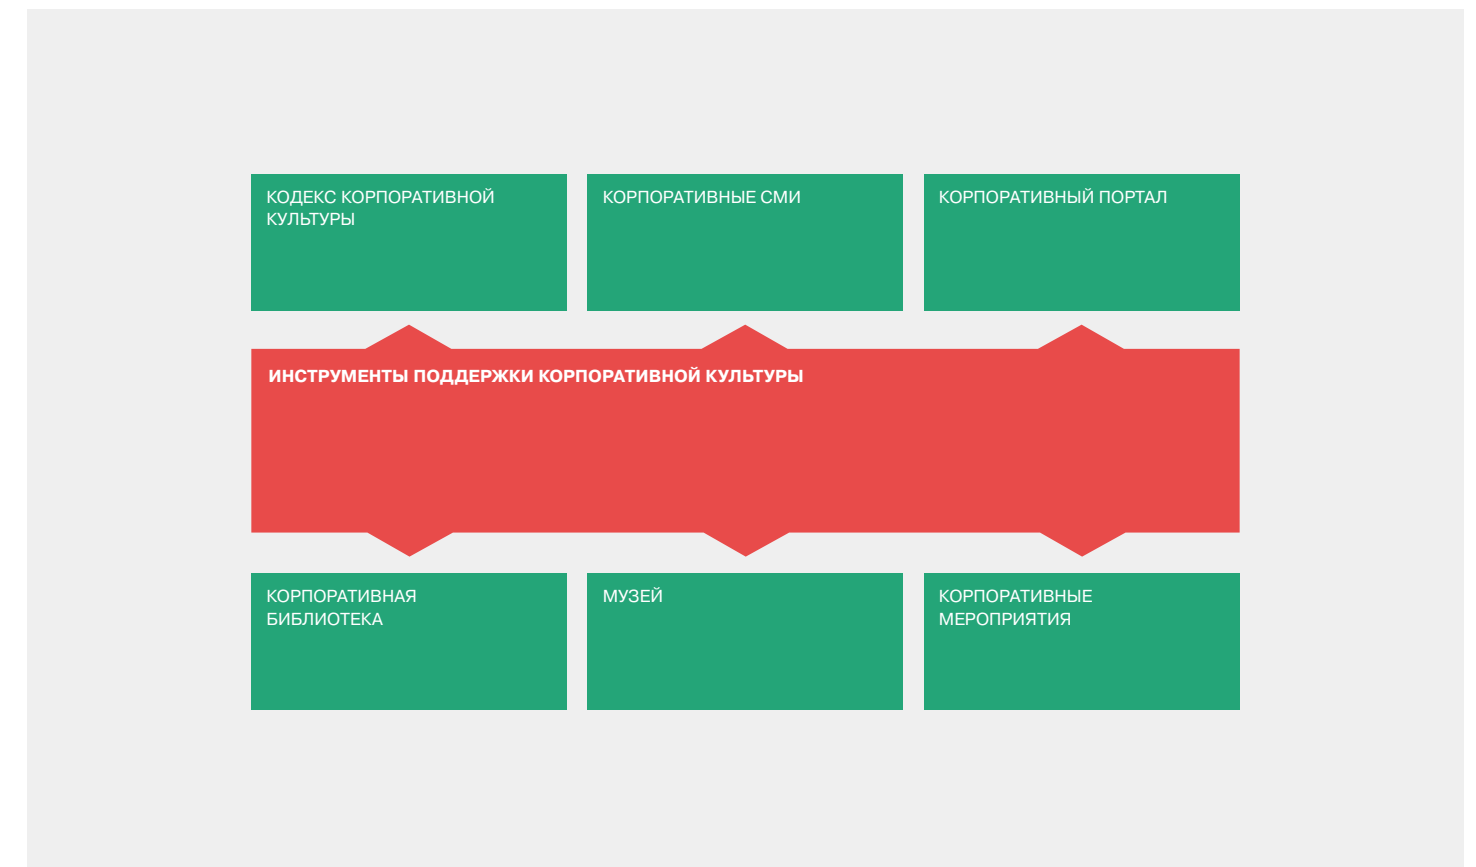 КОДЕКС КОРПОРАТИВНОЙ
КУЛЬТУРЫ
КОРПОРАТИВНЫЕ СМИ
КОРПОРАТИВНЫЙ ПОРТАЛ
ИНСТРУМЕНТЫ ПОДДЕРЖКИ КОРПОРАТИВНОЙ КУЛЬТУРЫ
КОРПОРАТИВНАЯ
БИБЛИОТЕКА
МУЗЕЙ
КОРПОРАТИВНЫЕ
МЕРОПРИЯТИЯ